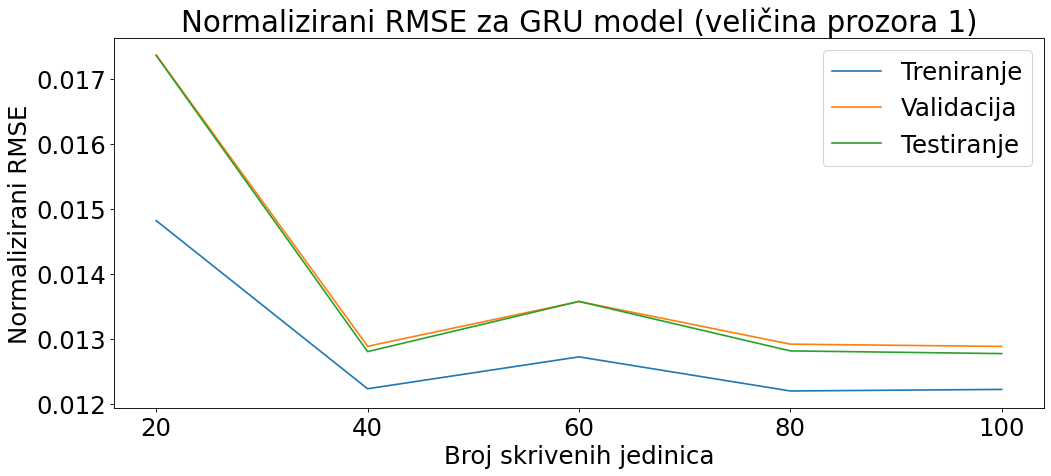 Normalizirani RMSE za GRU model (veličina prozora 1)
Treniranje
Validacija
Testiranje
Normalizirani RMSE
0.017
0.016
0.015
0.014
0.013
0.012
20 40 60 80 100
Broj skrivenih jedinica